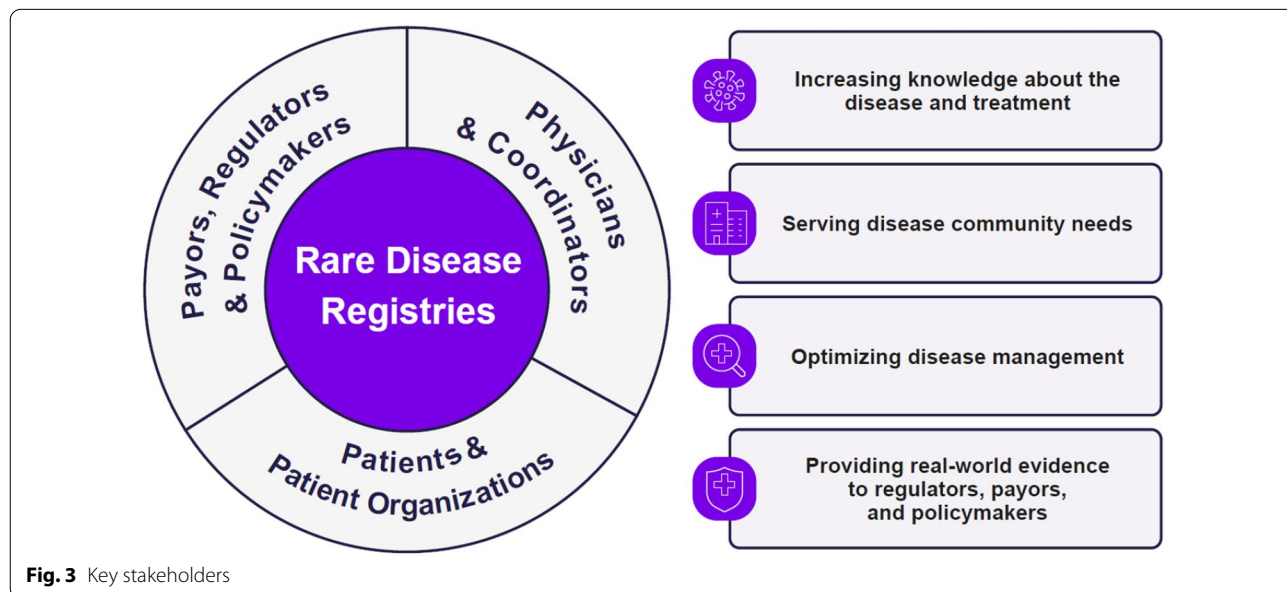 Payors, Regulators
& Policymakers
Physicians
& Coordinators
Rare Disease
Registries
Patients &
Patient Organizations
Increasing knowledge about the
disease and treatment
Serving disease community needs
Optimizing disease management
Providing real-world evidence
to regulators, payors,
and policymakers
Fig. 3 Key stakeholders